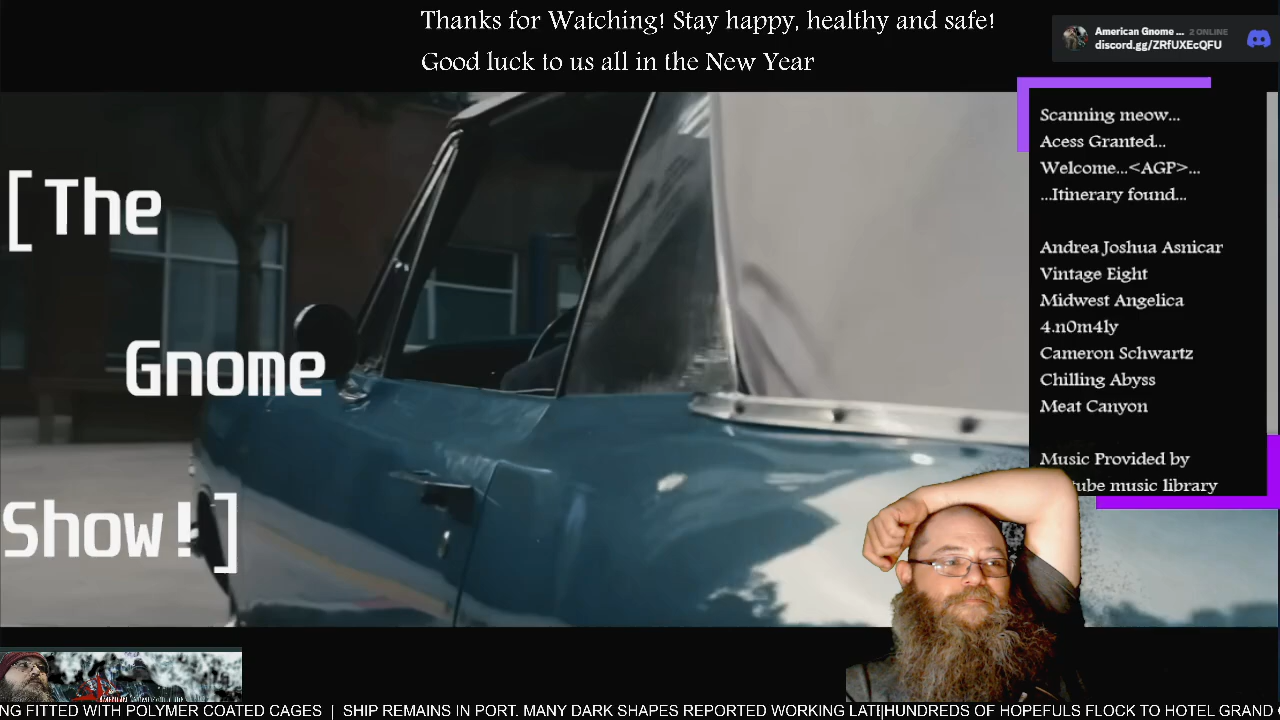 Thanks for Watching! Stay happy, healthy and safe!
Good luck to us all in the New Year
American Gnome ... 2 ONLINE
discord.gg/ZRfUXEcQFU
[ The
Gnome
Show! ]
Scanning meow...
Acess Granted...
Welcome...<AGP>...
...Itinerary found...
Andrea Joshua Asnicar
Vintage Eight
Midwest Angelica
4.n0m4ly
Cameron Schwartz
Chilling Abyss
Meat Canyon
Music Provided by
tube music library
NG FITTED WITH POLYMER COATED CAGES | SHIP REMAINS IN PORT. MANY DARK SHAPES REPORTED WORKING LATE|HUNDREDS OF HOPEFULS FLOCK TO HOTEL GRAND